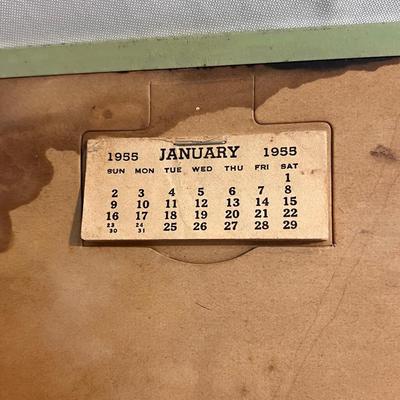 1955 JANUARY 1955
SUN MON TUE WED THU FRI SAT
1
2 3 4 5 6 7 8
9 10 11 12 13 14 15
16 17 18 19 20 21 22
23 24 25 26 27 28 29
30 31